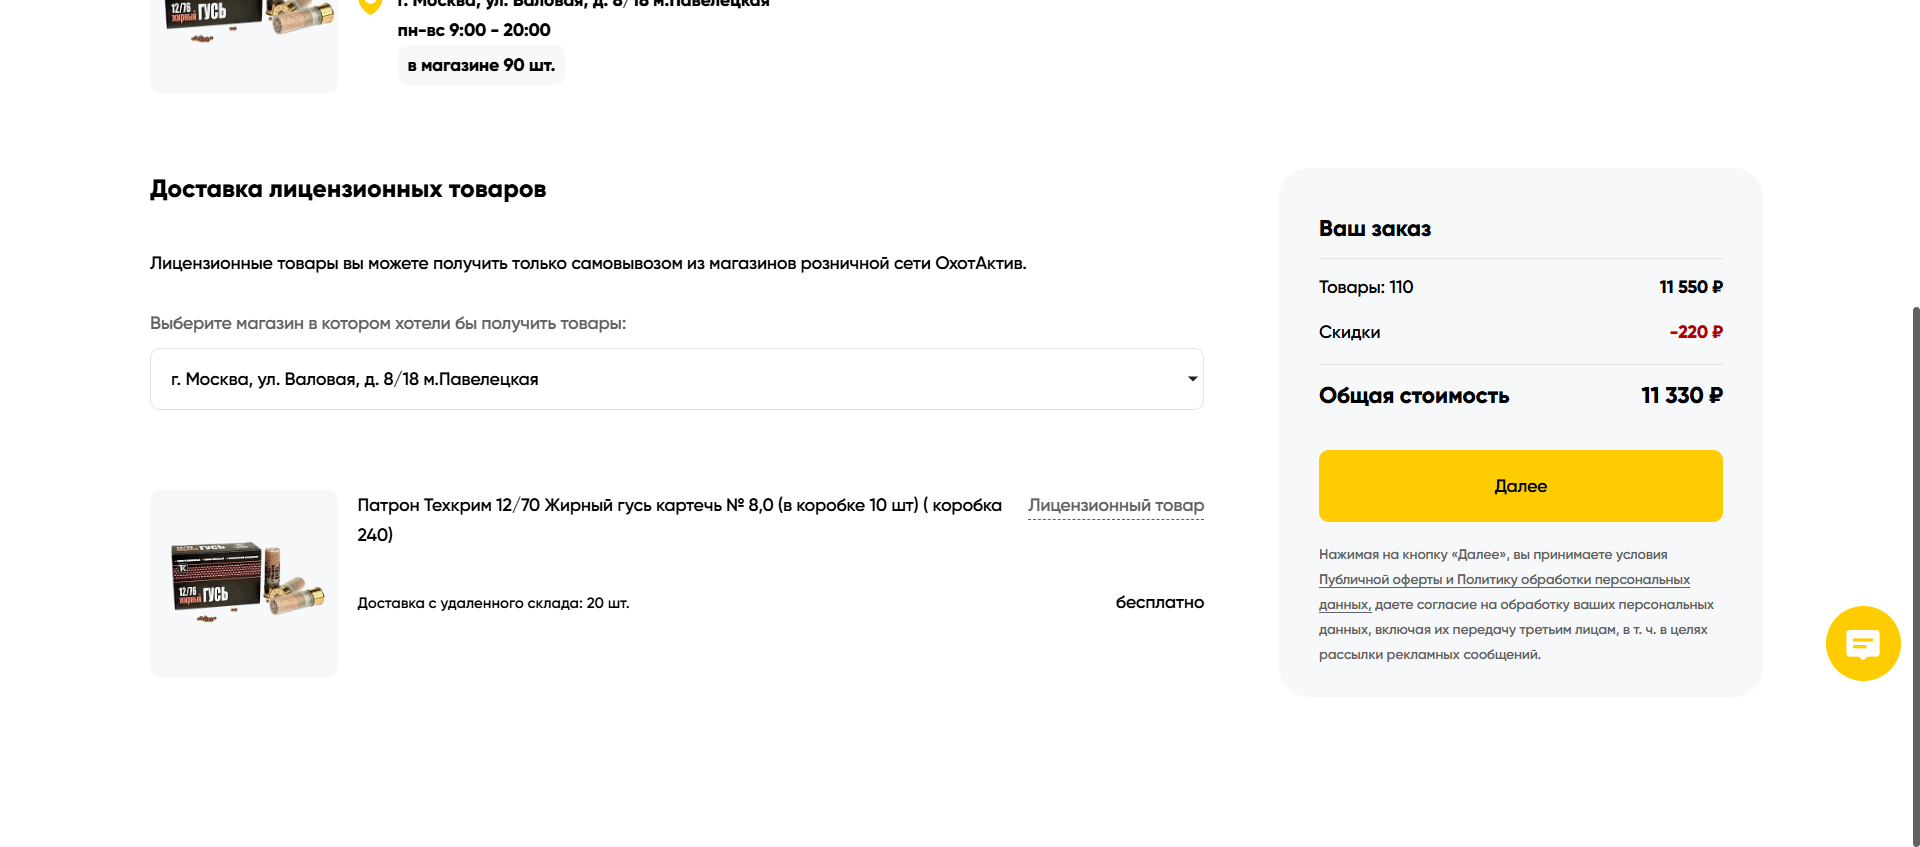 12/76
жирный ГУСЬ
г. Москва, ул. Валовая, д. 8/18 м.Павелецкая
пн-вс 9:00 - 20:00
в магазине 90 шт.
Доставка лицензионных товаров
Лицензионные товары вы можете получить только самовывозом из магазинов розничной сети ОхотАктив.
Выберите магазин в котором хотели бы получить товары:
г. Москва, ул. Валовая, д. 8/18 м.Павелецкая
Патрон Техкрим 12/70 Жирный гусь картечь № 8,0 (в коробке 10 шт) ( коробка
240)
Лицензионный товар
ГУСЬ
12/76
жирный ГУСЬ
Доставка с удаленного склада: 20 шт.
бесплатно
Ваш заказ
Товары: 110 11 550 ₽
Скидки -220 ₽
Общая стоимость 11 330 ₽
Далее
Нажимая на кнопку «Далее», вы принимаете условия
Публичной оферты и Политику обработки персональных
данных, даете согласие на обработку ваших персональных
данных, включая их передачу третьим лицам, в т. ч. в целях
рассылки рекламных сообщений.